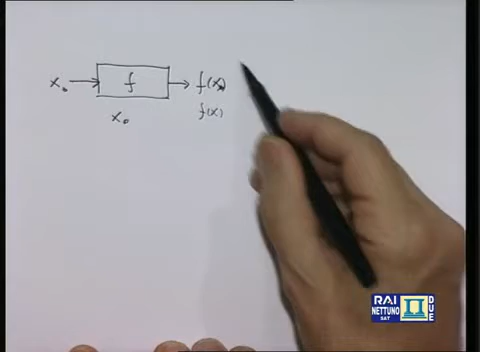 x₀ → f → f(x₀)
x₀ f(x)
RAI
NETTUNO
SAT
DUE